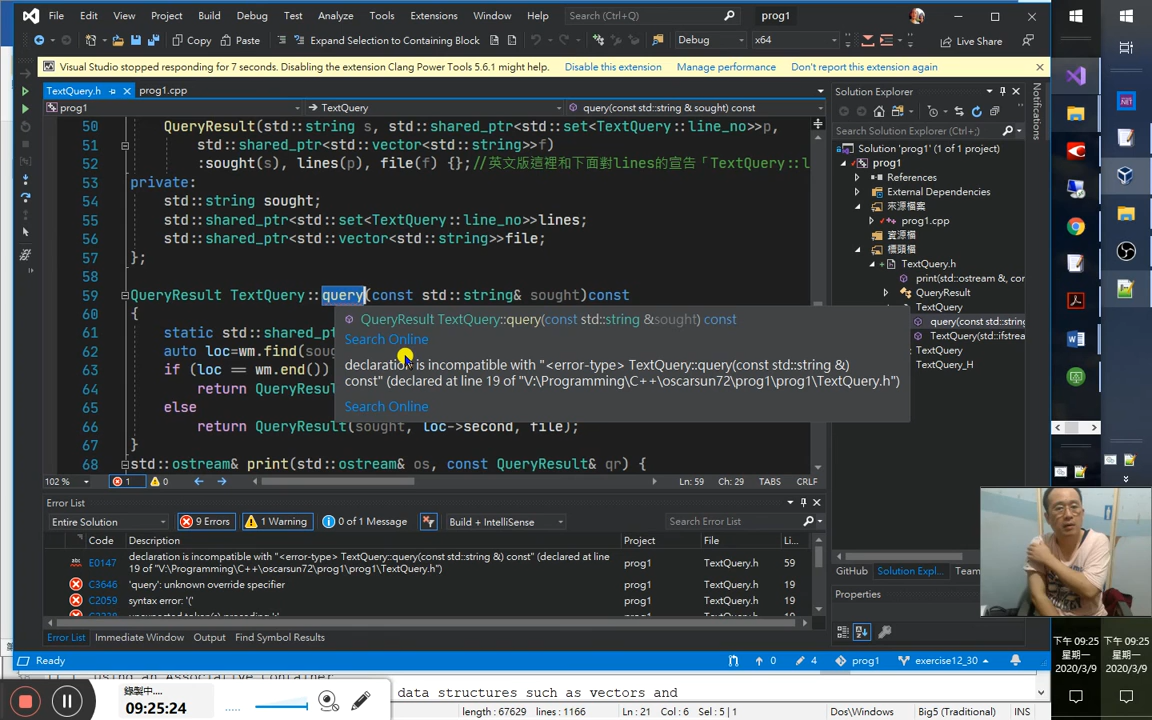 File Edit View Project Build Debug Test Analyze Tools Extensions Window Help Search (Ctrl+Q) prog1
Copy Paste Expand Selection to Containing Block Debug x64 Live Share
Visual Studio stopped responding for 7 seconds. Disabling the extension Clang Power Tools 5.6.1 might help. Disable this extension Manage performance Don't report this extension again
TextQuery.h prog1.cpp
prog1 TextQuery query(const std::string & sought) const
50 QueryResult(std::string s, std::shared_ptr<std::set<TextQuery::line_no>>p,
51 std::shared_ptr<std::vector<std::string>>f)
52 :sought(s), lines(p), file(f) {};//英文版這裡和下面對lines的宣告「TextQuery::l
53 private:
54 std::string sought;
55 std::shared_ptr<std::set<TextQuery::line_no>>lines;
56 std::shared_ptr<std::vector<std::string>>file;
57 };
58
59 QueryResult TextQuery::query(const std::string& sought)const
60 {
61 static std::shared_pt
62 auto loc=wm.find(soug
63 if (loc == wm.end())
64 return QueryResul
65 else
66 return QueryResult(sought, loc->second, file);
67 }
68 std::ostream& print(std::ostream& os, const QueryResult& qr) {
QueryResult TextQuery::query(const std::string &sought) const
Search Online
declaration is incompatible with "<error-type> TextQuery::query(const std::string &)
const" (declared at line 19 of "V:\Programming\C++\oscarsun72\prog1\prog1\TextQuery.h")
Search Online
102 % 1 0 Ln: 59 Ch: 29 TABS CRLF
Error List
Entire Solution 9 Errors 1 Warning 0 of 1 Message Build + IntelliSense Search Error List
Code Description Project File Li...
E0147 declaration is incompatible with "<error-type> TextQuery::query(const std::string &) const" (declared at line 19 of "V:\Programming\C++\oscarsun72\prog1\prog1\TextQuery.h") prog1 TextQuery.h 59
C3646 'query': unknown override specifier prog1 TextQuery.h 19
C2059 syntax error: '(' prog1 TextQuery.h 19
Error List Immediate Window Output Find Symbol Results
Ready 0 4 prog1 exercise12_30
Solution Explorer
Search Solution Explorer (Ctrl+;)
Solution 'prog1' (1 of 1 project)
prog1
References
External Dependencies
來源檔案
prog1.cpp
資源檔
標頭檔
TextQuery.h
print(std::ostream &, cor
QueryResult
TextQuery
query(const std::string
TextQuery(std::ifstrea
TextQuery
TextQuery_H
GitHub Solution Expl... Team
Properties
Notifications
.NET
下午 09:25
星期一
2020/3/9
下午 09:25
星期一
2020/3/9
錄製中....
09:25:24
using an Associative Container
data structures such as vectors and
length : 67629 lines : 1166 Ln : 21 Col : 6 Sel : 5 | 1 Dos\Windows Big5 (Traditional) INS